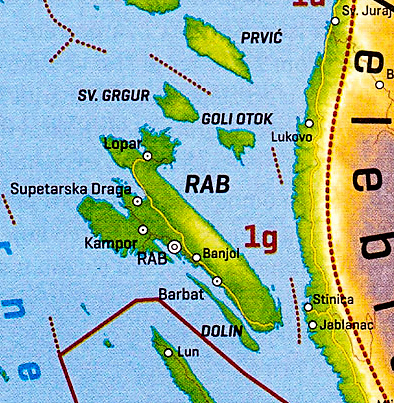 1d
Sv. Juraj
PRVIĆ
SV. GRGUR
GOLI OTOK
Lukovo
Lopar
RAB
Supetarska Draga
Kampor
RAB
Banjol
1g
Barbat
Stinica
Jablanac
DOLIN
Lun
e l e b i
r n e